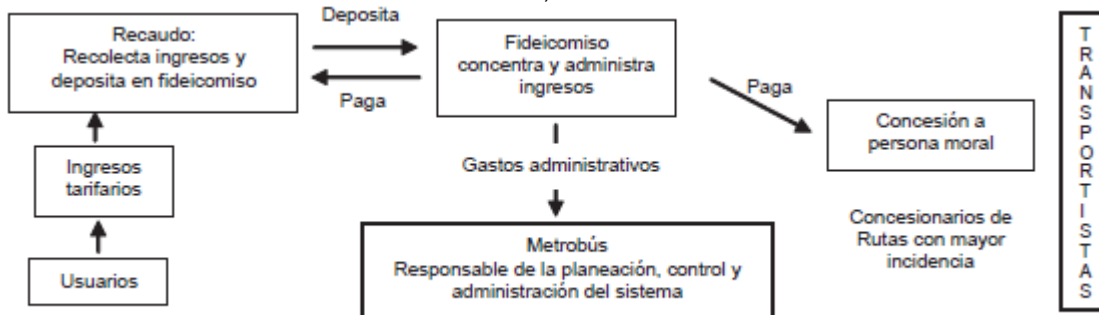 Recaudo:
Recolecta ingresos y
deposita en fideicomiso
Deposita
Paga
Fideicomiso
concentra y administra
ingresos
Paga
Concesión a
persona moral
TRANSPORTISTAS
Ingresos
tarifarios
Gastos administrativos
Concesionarios de
Rutas con mayor
incidencia
Usuarios
Metrobús
Responsable de la planeación, control y
administración del sistema